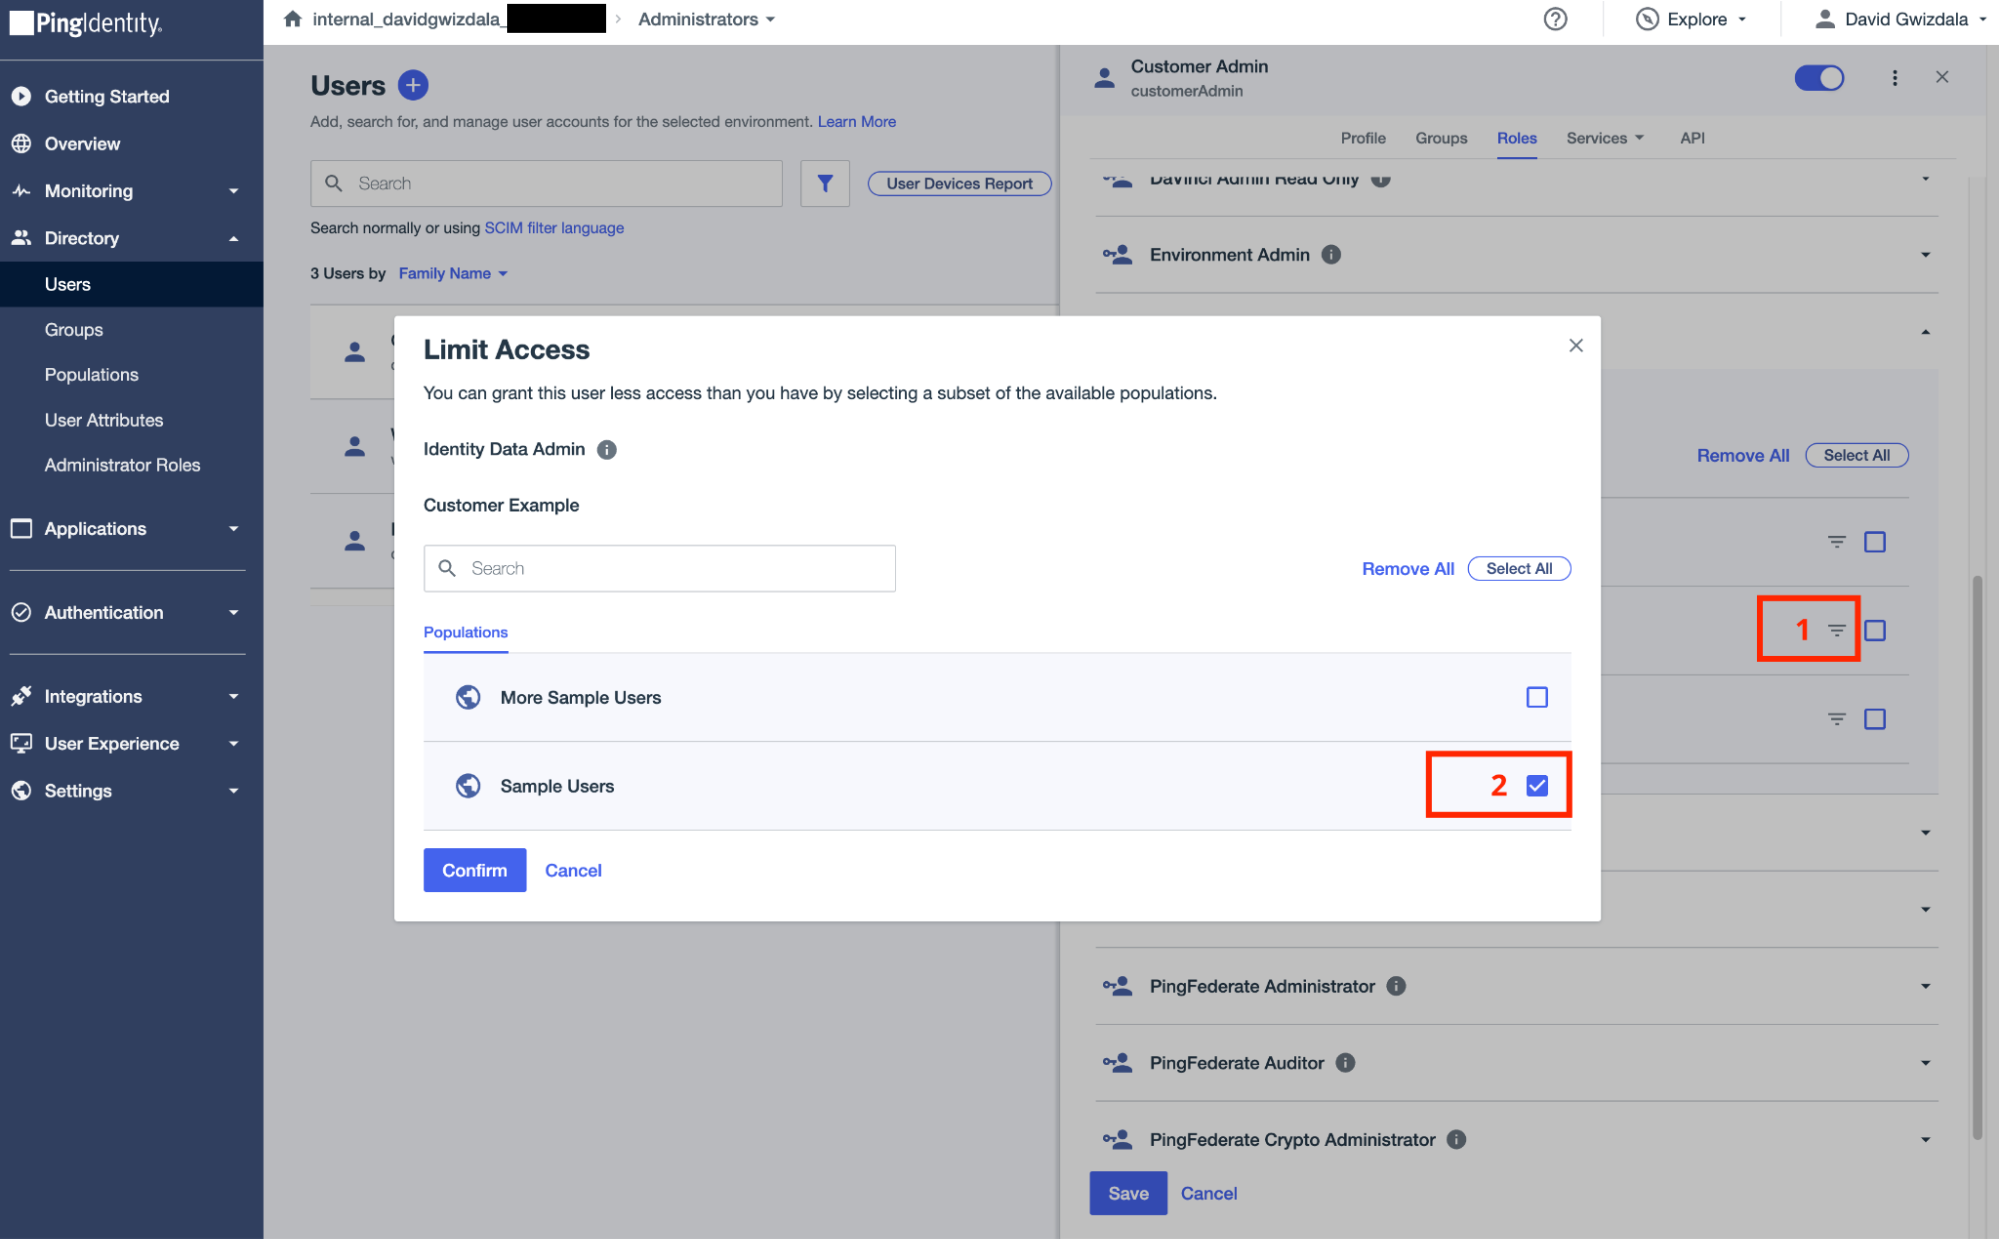 PingIdentity.
internal_davidgwizdala_
Administrators
Explore
David Gwizdala
Getting Started
Overview
Monitoring
Directory
Users
Groups
Populations
User Attributes
Administrator Roles
Applications
Authentication
Integrations
User Experience
Settings
Users
Add, search for, and manage user accounts for the selected environment. Learn More
Search
User Devices Report
Search normally or using SCIM filter language
3 Users by Family Name
Customer Admin
customerAdmin
Profile Groups Roles Services API
DaVinci Admin Read Only
Environment Admin
Remove All Select All
1
Limit Access
You can grant this user less access than you have by selecting a subset of the available populations.
Identity Data Admin
Customer Example
Search
Remove All Select All
Populations
More Sample Users
Sample Users
2
Confirm Cancel
PingFederate Administrator
PingFederate Auditor
PingFederate Crypto Administrator
Save Cancel